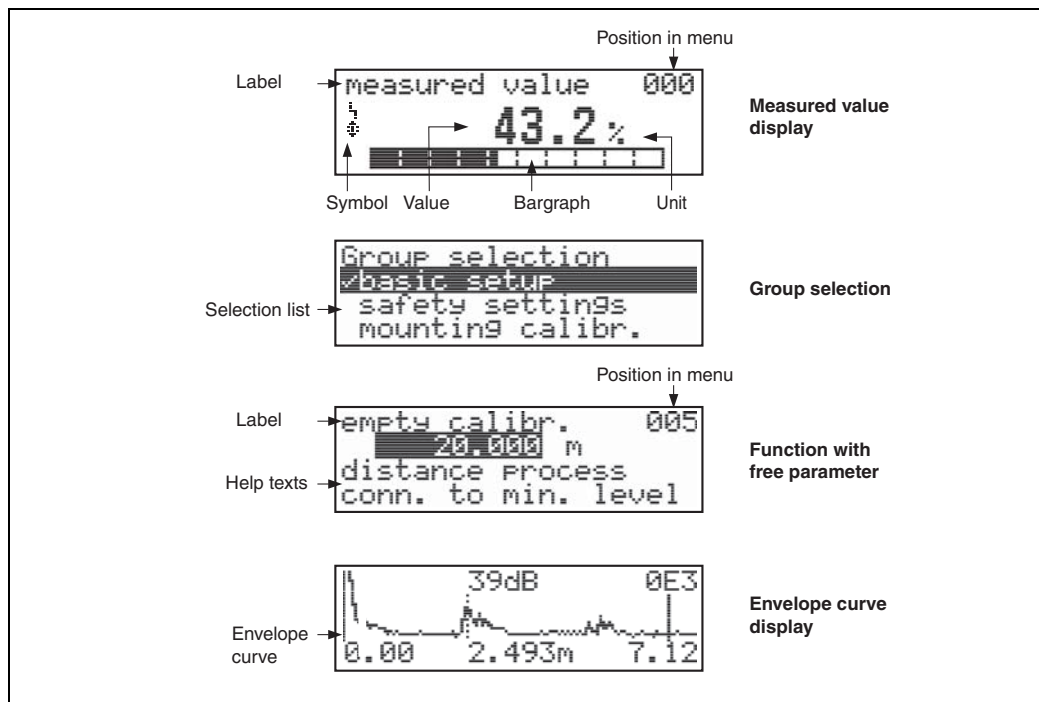 Position in menu
Label
measured value 000
Measured value
display
43.2 %
Symbol Value Bargraph Unit
Group selection
✓basic setup
Group selection
Selection list
safety settings
mounting calibr.
Position in menu
Label
empty calibr. 005
20.000 m
Function with
free parameter
Help texts
distance process
conn. to min. level
39dB 0E3
Envelope curve
display
Envelope
curve
0.00 2.493m 7.12